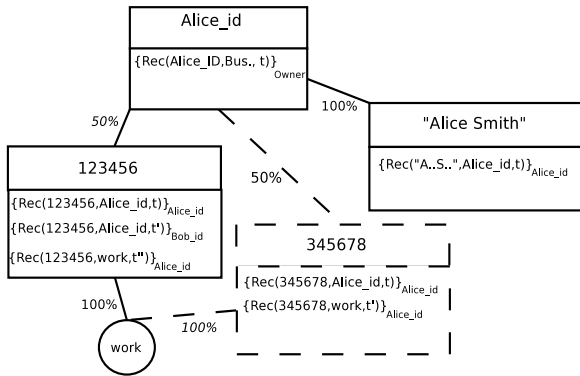 Alice_id
{Rec(Alice_ID,Bus., t)}Owner
50%
100%
"Alice Smith"
{Rec("A..S..",Alice_id,t)}Alice_id
123456
{Rec(123456,Alice_id,t)}Alice_id
{Rec(123456,Alice_id,t')}Bob_id
{Rec(123456,work,t")}Alice_id
50%
345678
{Rec(345678,Alice_id,t)}Alice_id
{Rec(345678,work,t')}Alice_id
100%
100%
work